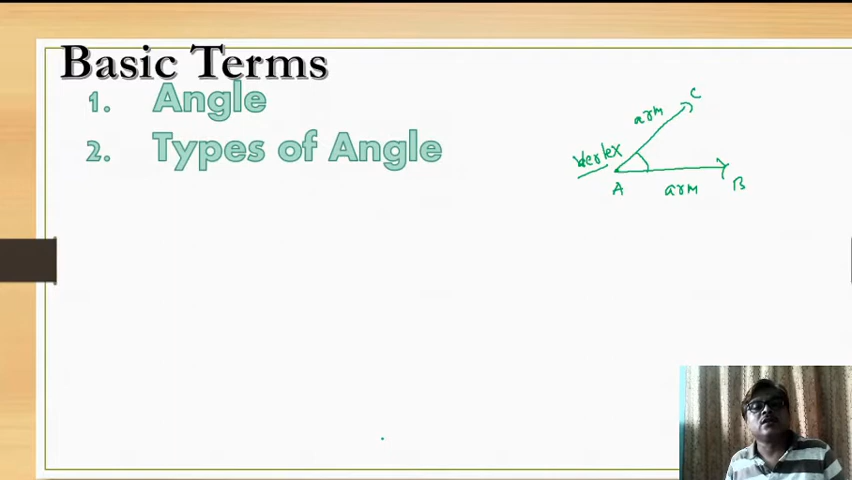 Basic Terms
1. Angle
2. Types of Angle
C
arm
vertex
A
arm
B